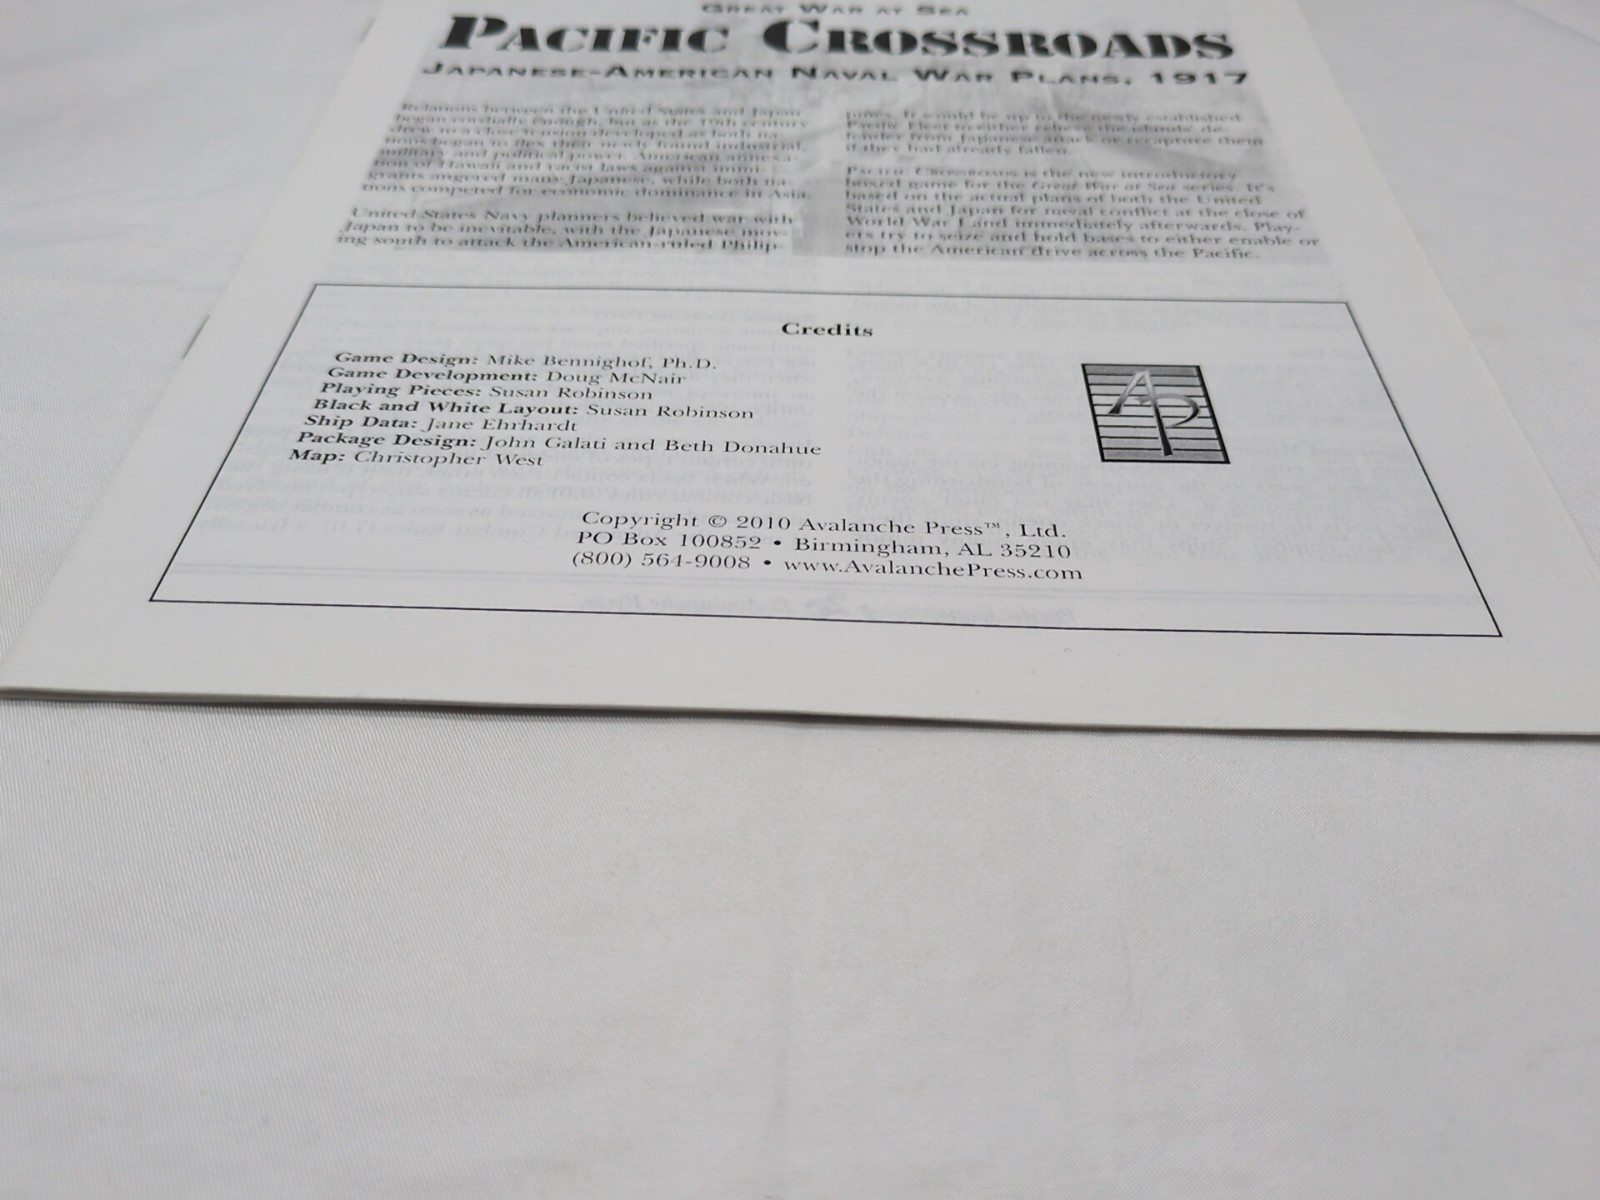 GREAT WAR AT SEA
PACIFIC CROSSROADS
JAPANESE-AMERICAN NAVAL WAR PLANS, 1917
Relations between the United States and Japan
began cordially enough, but as the 19th century
drew to a close tension developed as both na-
tions began to flex their newly found industrial,
military and political power. American annexa-
tion of Hawaii and racist laws against immi-
grants angered many Japanese, while both na-
tions competed for economic dominance in Asia.
United States Navy planners believed war with
Japan to be inevitable, with the Japanese mov-
ing south to attack the American-ruled Philip-
pines. It would be up to the newly established
Pacific Fleet to either relieve the islands' de-
fender from Japanese attack or recapture them
if they had already fallen.
PACIFIC CROSSROADS is the new introductory
boxed game for the Great War at Sea series. It's
based on the actual plans of both the United
States and Japan for naval conflict at the close of
World War I and immediately afterwards. Play-
ers try to seize and hold bases to either enable or
stop the American drive across the Pacific.
Credits
Game Design: Mike Bennighof, Ph.D.
Game Development: Doug McNair
Playing Pieces: Susan Robinson
Black and White Layout: Susan Robinson
Ship Data: Jane Ehrhardt
Package Design: John Galati and Beth Donahue
Map: Christopher West
AP
Copyright © 2010 Avalanche Press™, Ltd.
PO Box 100852 • Birmingham, AL 35210
(800) 564-9008 • www.AvalanchePress.com